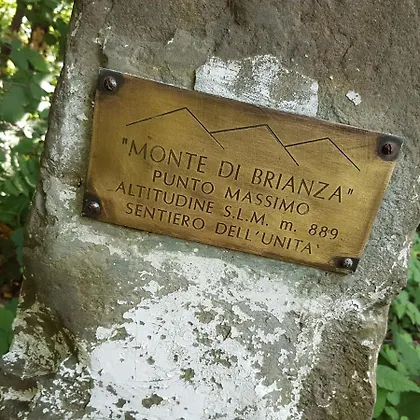 "MONTE DI BRIANZA"
PUNTO MASSIMO
ALTITUDINE S.L.M. m. 889
SENTIERO DELL'UNITA'